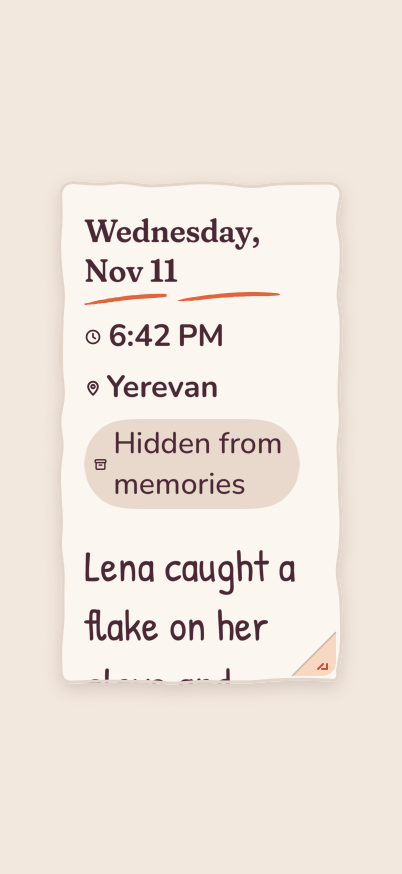 Wednesday,
Nov 11
6:42 PM
Yerevan
Hidden from
memories
Lena caught a
flake on her